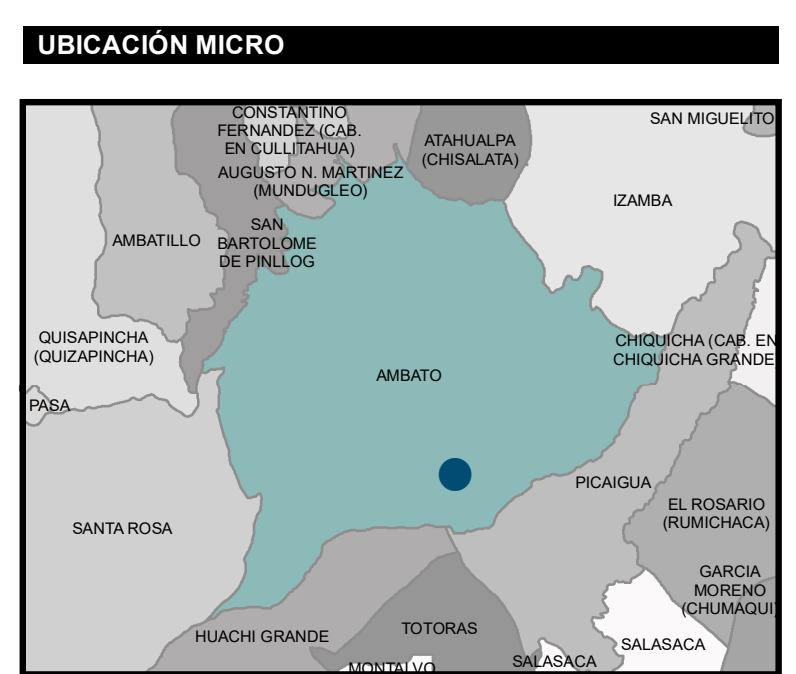 UBICACIÓN MICRO
CONSTANTINO
FERNANDEZ (CAB.
EN CULLITAHUA)
ATAHUALPA
(CHISALATA)
SAN MIGUELITO
AUGUSTO N. MARTINEZ
(MUNDUGLEO)
IZAMBA
AMBATILLO
SAN
BARTOLOME
DE PINLLOG
QUISAPINCHA
(QUIZAPINCHA)
CHIQUICHA (CAB. EN
CHIQUICHA GRANDE
AMBATO
PASA
PICAIGUA
SANTA ROSA
EL ROSARIO
(RUMICHACA)
GARCIA
MORENO
(CHUMAQUI)
HUACHI GRANDE
TOTORAS
SALASACA
SALASACA
MONTALVO